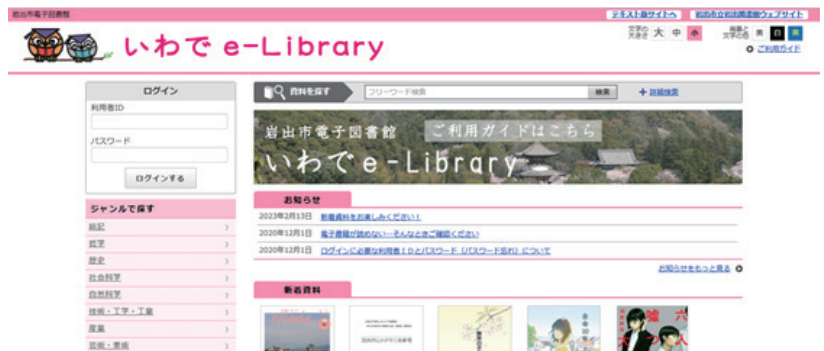 岩出市電子図書館
テキスト版サイトへ
岩出市立岩出図書館ウェブサイト
いわで e-Library
文字の大きさ 大 中 小
背景と文字の色 黒 白 黄
ご利用ガイド
ログイン
利用者ID
パスワード
ログインする
資料を探す
フリーワード検索
検索
詳細検索
岩出市電子図書館 ご利用ガイドはこちら
いわで e-Library
お知らせ
2023年2月13日 新着資料をお楽しみください！
2020年12月1日 電子書籍が読めない…そんなときご確認ください
2020年12月1日 ログインに必要な利用者ＩＤとパスワード（パスワード忘れ）について
お知らせをもっと見る
ジャンルで探す
総記
哲学
歴史
社会科学
自然科学
技術・工学・工業
産業
芸術・美術
新着資料